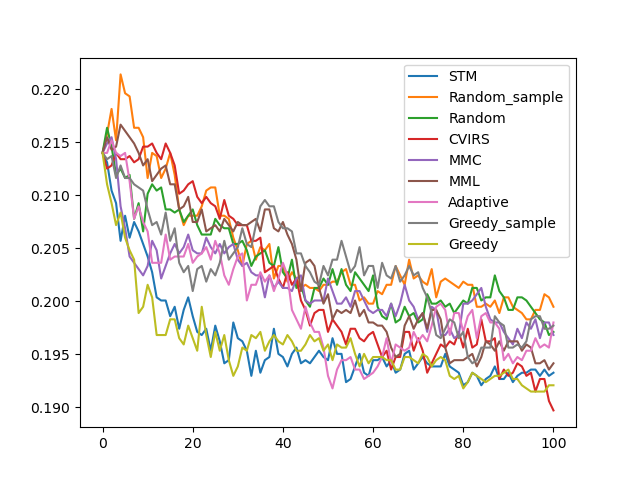 0.220
0.215
0.210
0.205
0.200
0.195
0.190
0
20
40
60
80
100
STM
Random_sample
Random
CVIRS
MMC
MML
Adaptive
Greedy_sample
Greedy